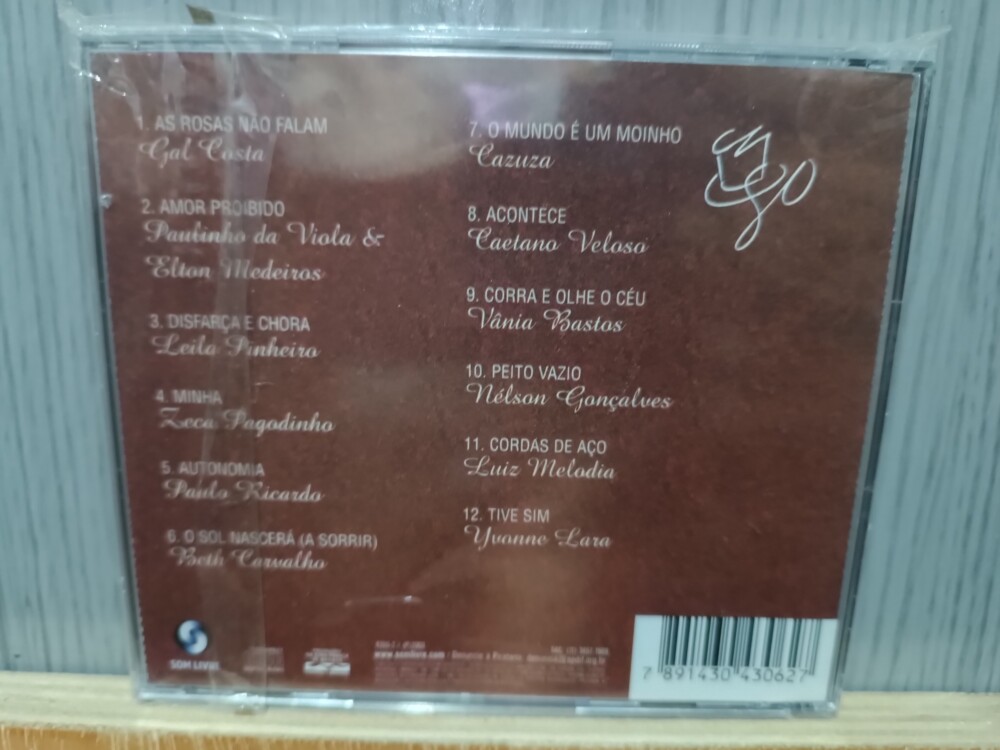 1. AS ROSAS NÃO FALAM
Gal Costa
2. AMOR PROIBIDO
Paulinho da Viola &
Elton Medeiros
3. DISFARÇA E CHORA
Leila Pinheiro
4. MINHA
Zeca Pagodinho
5. AUTONOMIA
Paulo Ricardo
6. O SOL NASCERÁ (A SORRIR)
Beth Carvalho
7. O MUNDO É UM MOINHO
Cazuza
8. ACONTECE
Caetano Veloso
9. CORRA E OLHE O CÉU
Vânia Bastos
10. PEITO VAZIO
Nélson Gonçalves
11. CORDAS DE AÇO
Luiz Melodia
12. TIVE SIM
Yvonne Lara
SOM LIVRE
www.somlivre.com
7 891430 430627